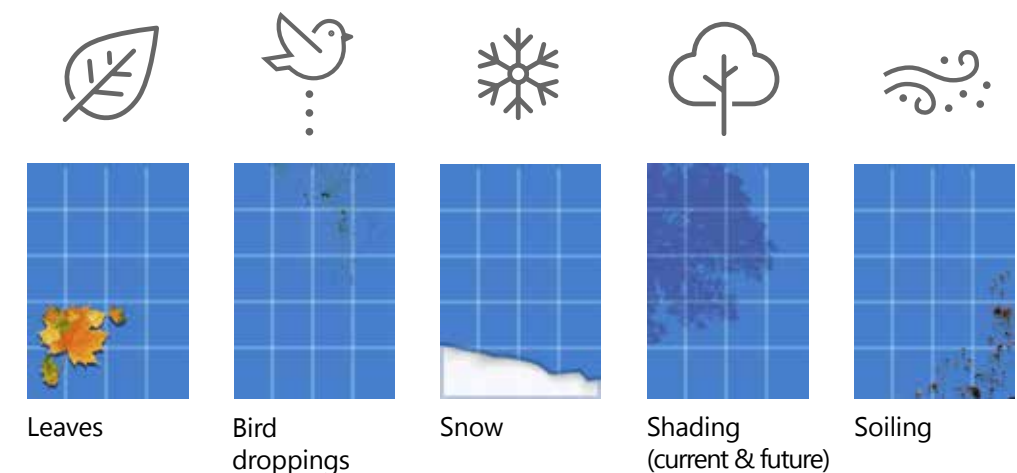 Leaves
Bird
droppings
Snow
Shading
(current & future)
Soiling